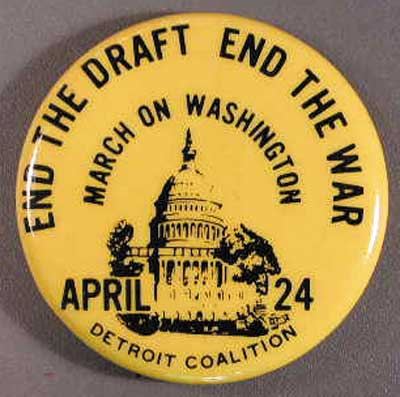 END THE DRAFT END THE WAR
MARCH ON WASHINGTON
APRIL 24
DETROIT COALITION